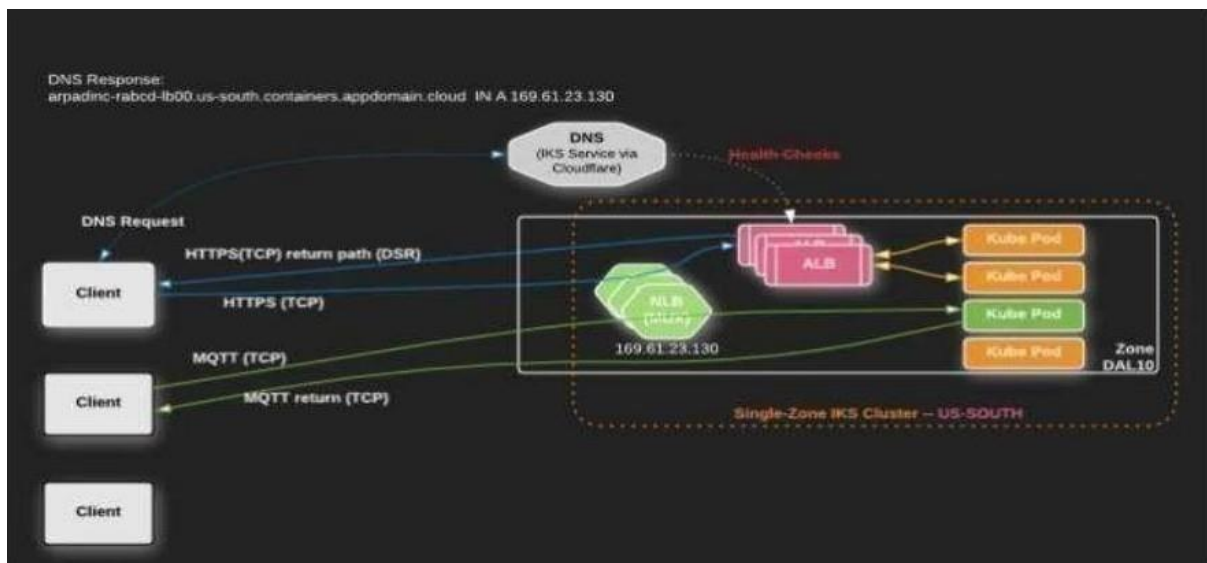 DNS Response:
arpadinc-rabcd-lb00.us-south.containers.appdomain.cloud IN A 169.61.23.130
DNS
(IKS Service via
Cloudflare)
Health Checks
DNS Request
HTTPS(TCP) return path (DSR)
Client
HTTPS (TCP)
ALB
ALB
NLB
(MUX)
169.61.23.130
Kube Pod
Kube Pod
Kube Pod
Kube Pod
Zone
DAL10
MQTT (TCP)
Client
MQTT return (TCP)
Single-Zone IKS Cluster -- US-SOUTH
Client